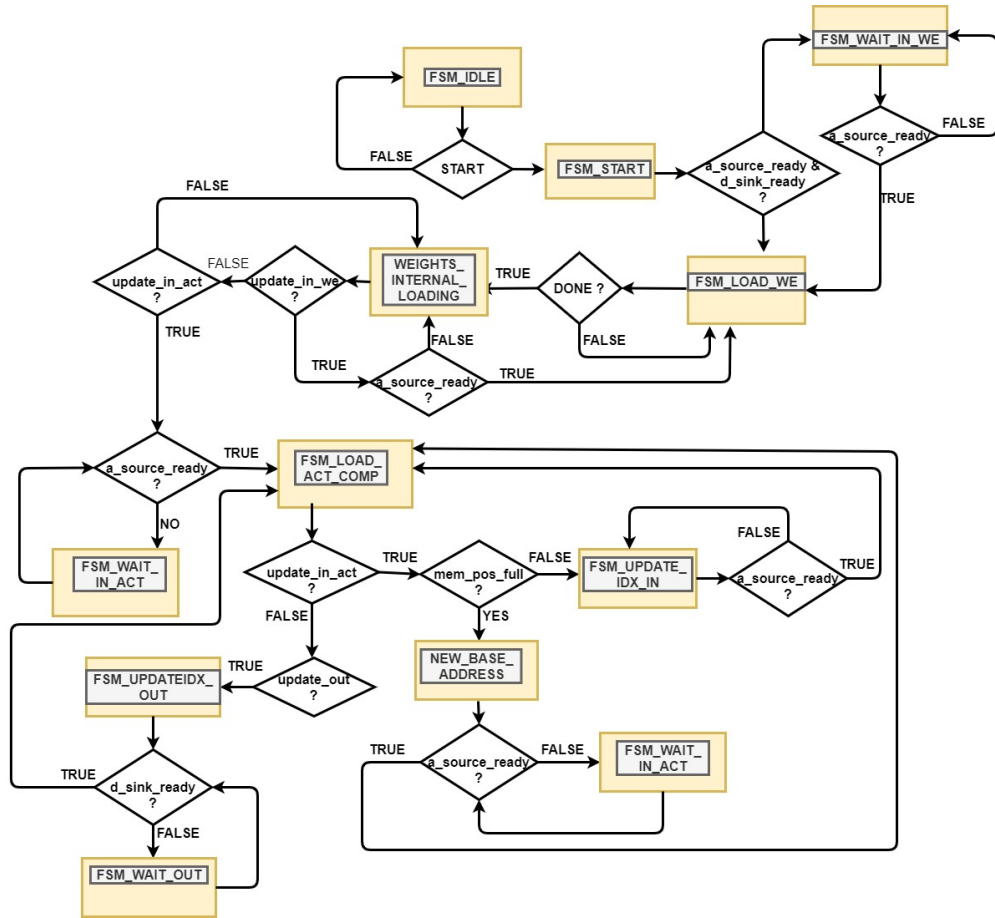 FSM_WAIT_IN_WE
FSM_IDLE
a_source_ready
?
FALSE
FALSE
START
FSM_START
a_source_ready &
d_sink_ready
?
TRUE
FALSE
update_in_act
?
FALSE
update_in_we
?
WEIGHTS_
INTERNAL_
LOADING
TRUE
DONE ?
FSM_LOAD_WE
TRUE
FALSE
FALSE
TRUE
a_source_ready
?
TRUE
a_source_ready
?
TRUE
FSM_LOAD_
ACT_COMP
NO
FSM_WAIT_
IN_ACT
update_in_act
?
TRUE
mem_pos_full
?
FALSE
FSM_UPDATE_
IDX_IN
FALSE
a_source_ready
?
TRUE
FALSE
YES
TRUE
FSM_UPDATEIDX_
OUT
update_out
?
NEW_BASE_
ADDRESS
TRUE
a_source_ready
?
FALSE
FSM_WAIT_
IN_ACT
TRUE
d_sink_ready
?
FALSE
FSM_WAIT_OUT